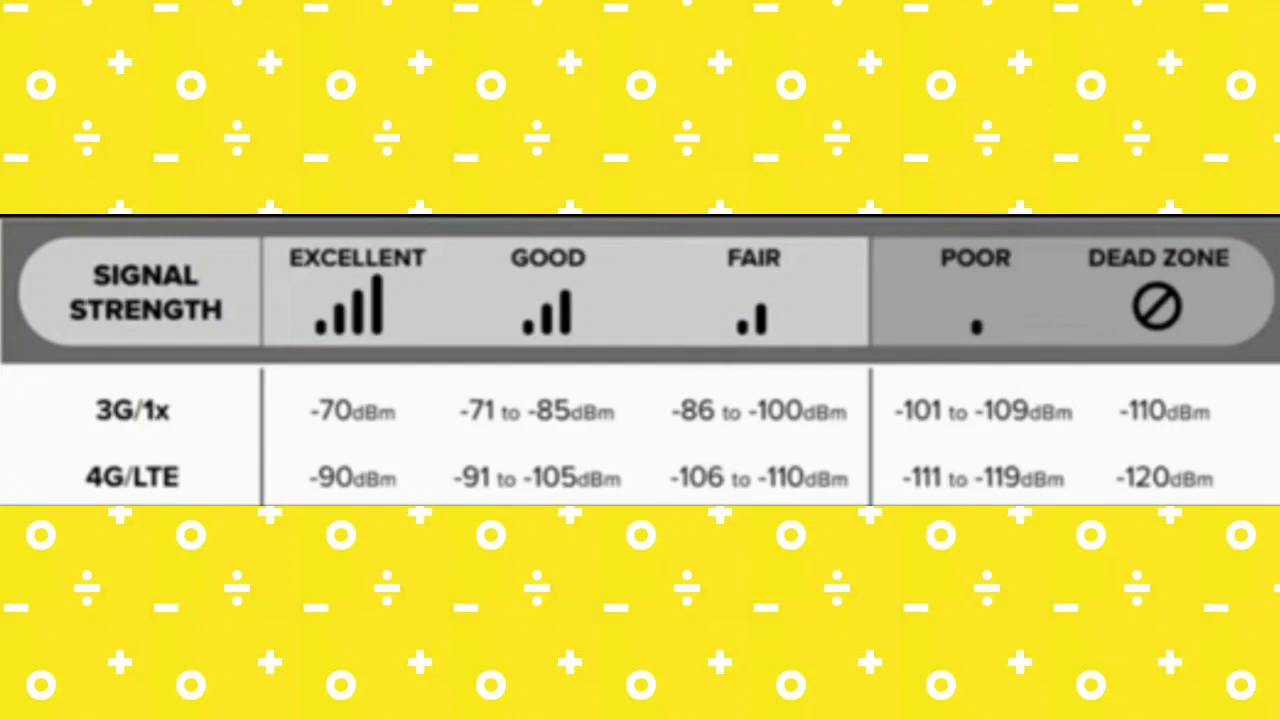 SIGNAL STRENGTH EXCELLENT GOOD FAIR POOR DEAD ZONE
3G/1x -70dBm -71 to -85dBm -86 to -100dBm -101 to -109dBm -110dBm
4G/LTE -90dBm -91 to -105dBm -106 to -110dBm -111 to -119dBm -120dBm